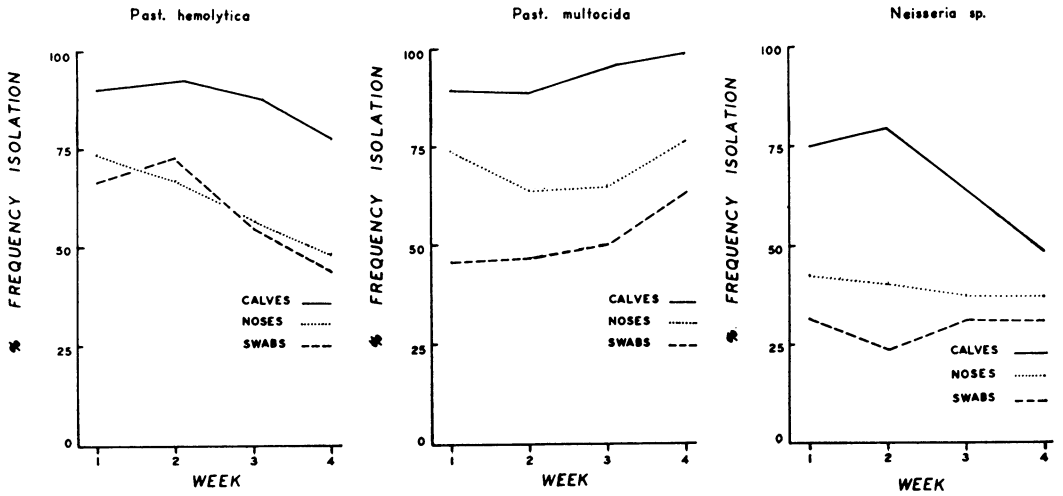 Past. hemolytica
% FREQUENCY ISOLATION
100
75
50
25
0
CALVES
NOSES
SWABS
1 2 3 4
WEEK
Past. multocida
% FREQUENCY ISOLATION
100
75
50
25
0
CALVES
NOSES
SWABS
1 2 3 4
WEEK
Neisseria sp.
% FREQUENCY ISOLATION
100
75
50
25
0
CALVES
NOSES
SWABS
1 2 3 4
WEEK